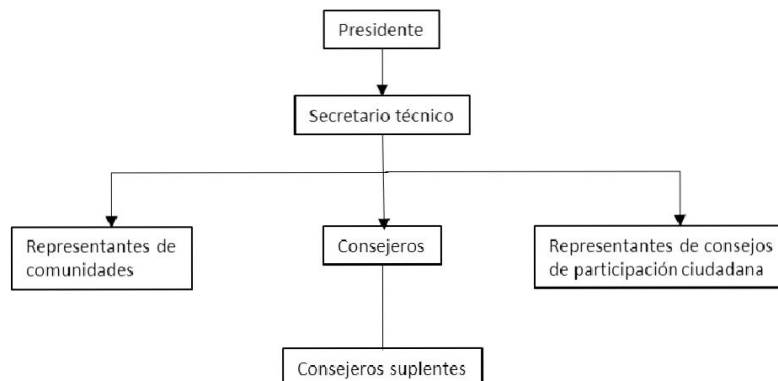 Presidente
Secretario técnico
Representantes de
comunidades
Consejeros
Representantes de consejos
de participación ciudadana
Consejeros suplentes